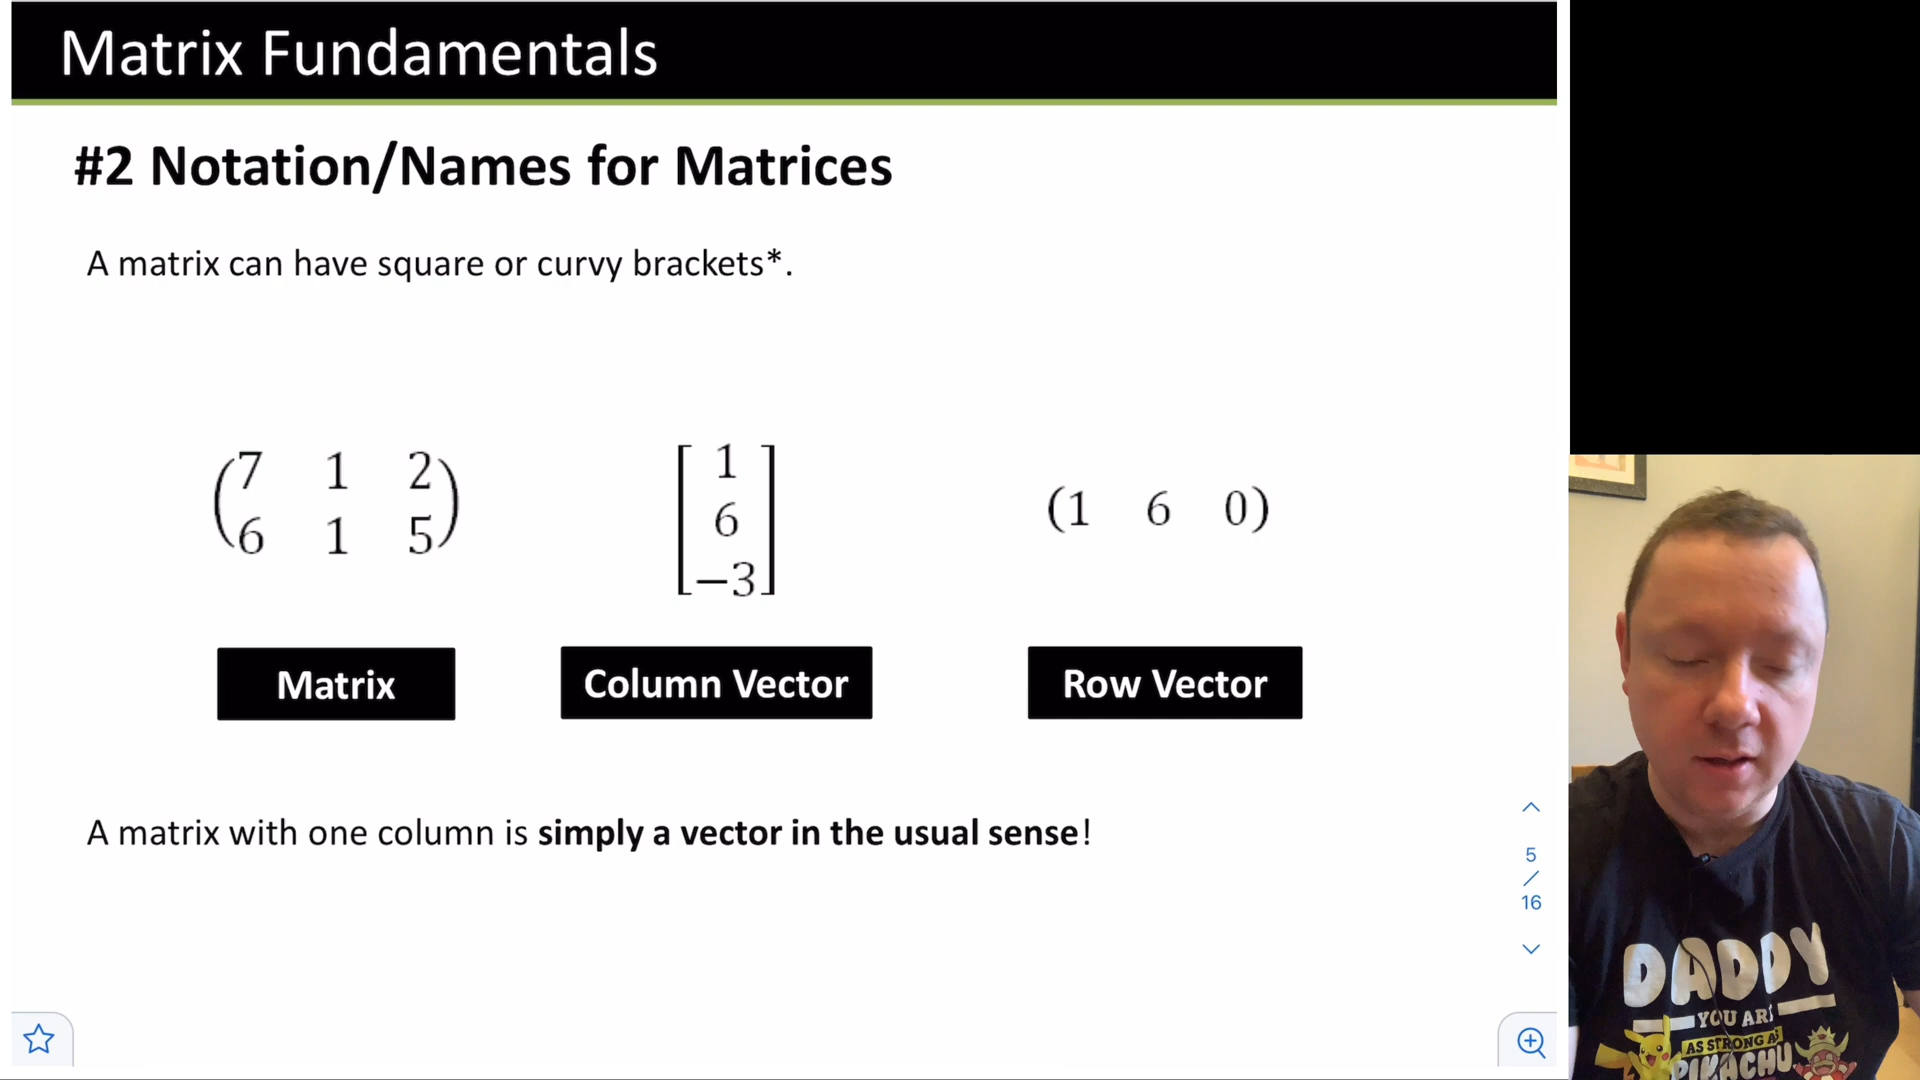 Matrix Fundamentals
#2 Notation/Names for Matrices
A matrix can have square or curvy brackets*.
(7 1 2
6 1 5)
[1
6
−3]
(1 6 0)
Matrix
Column Vector
Row Vector
A matrix with one column is simply a vector in the usual sense!
5
/
16
DADDY
YOU ARE
AS STRONG AS
PIKACHU